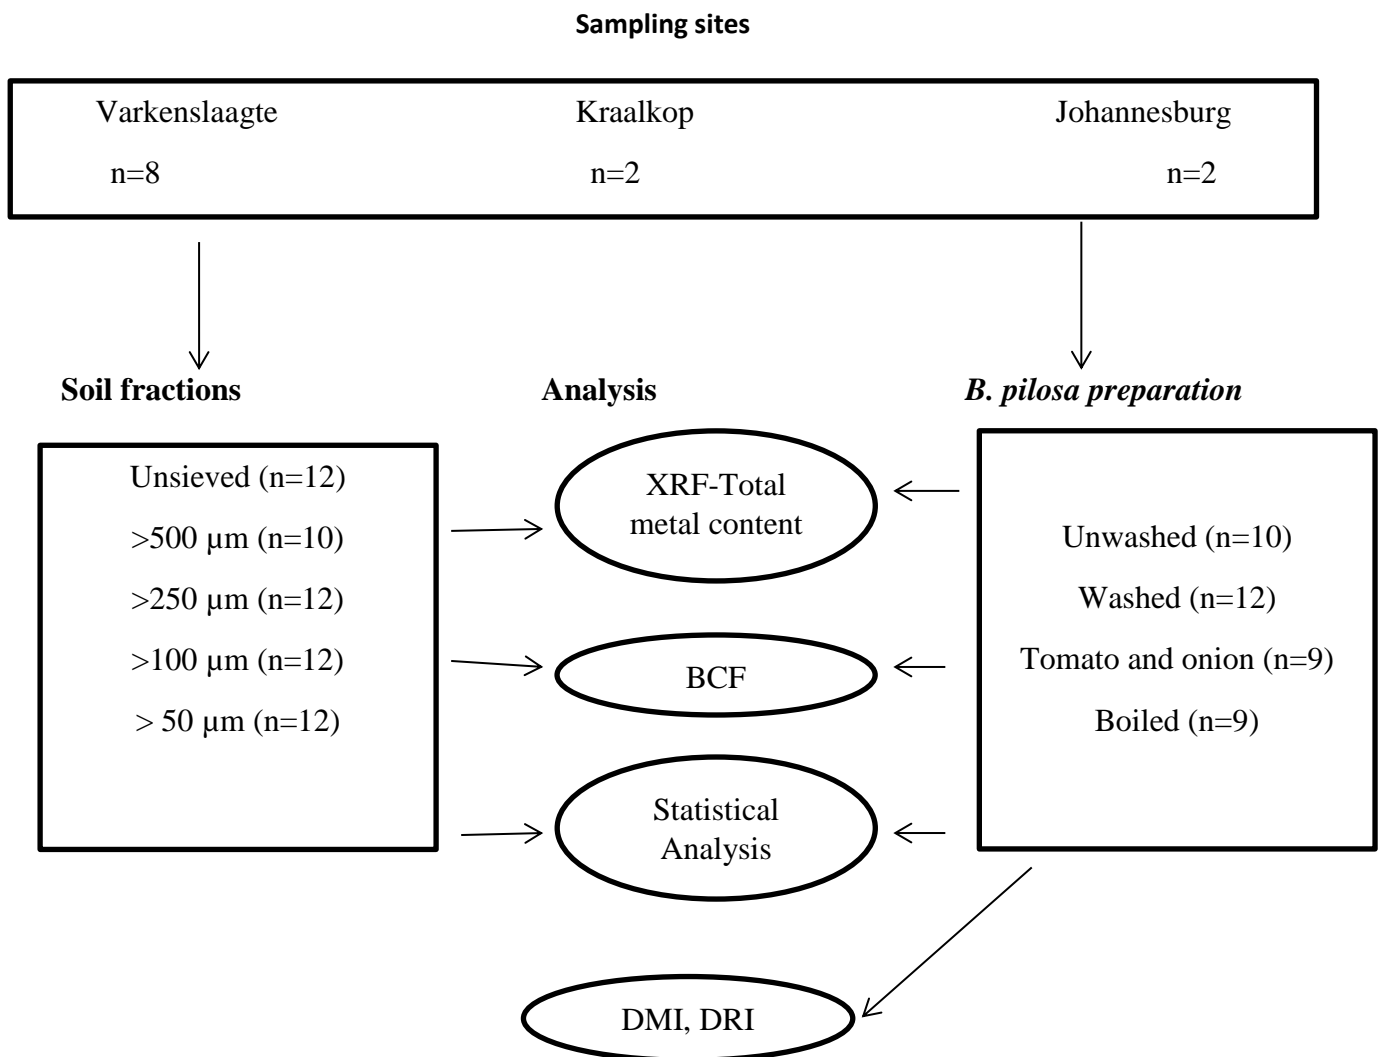 Sampling sites
Varkenslaagte Kraalkop Johannesburg
n=8 n=2 n=2
Soil fractions Analysis B. pilosa preparation
Unsieved (n=12)
>500 µm (n=10)
>250 µm (n=12)
>100 µm (n=12)
> 50 µm (n=12)
XRF-Total
metal content
BCF
Statistical
Analysis
DMI, DRI
Unwashed (n=10)
Washed (n=12)
Tomato and onion (n=9)
Boiled (n=9)